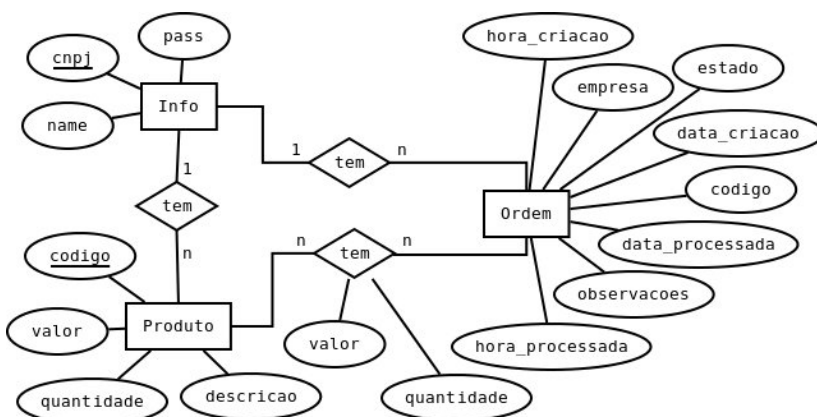 pass
hora_criacao
cnpj
estado
empresa
Info
name
data_criacao
1
n
tem
1
codigo
tem
Ordem
n
n
n
tem
data_processada
codigo
observacoes
Produto
valor
valor
hora_processada
quantidade
descricao
quantidade